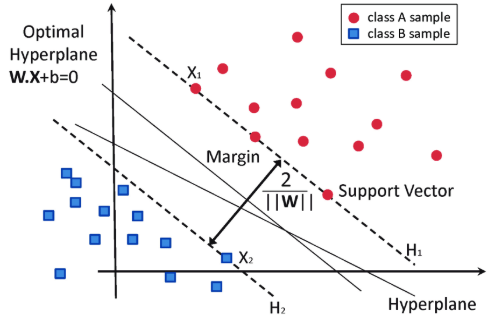 class A sample
class B sample
Optimal
Hyperplane
W.X+b=0
X1
Margin
2
||W||
Support Vector
X2
H1
H2
Hyperplane